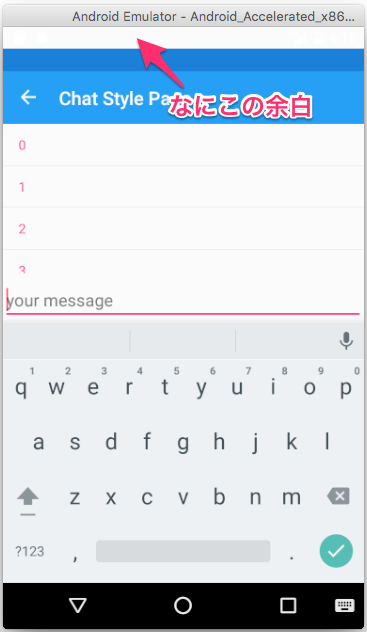 Android Emulator - Android_Accelerated_x86...
Chat Style Pa
なにこの余白
0
1
2
3
your message
1 2 3 4 5 6 7 8 9 0
q w e r t y u i o p
a s d f g h j k l
z x c v b n m
?123 , .